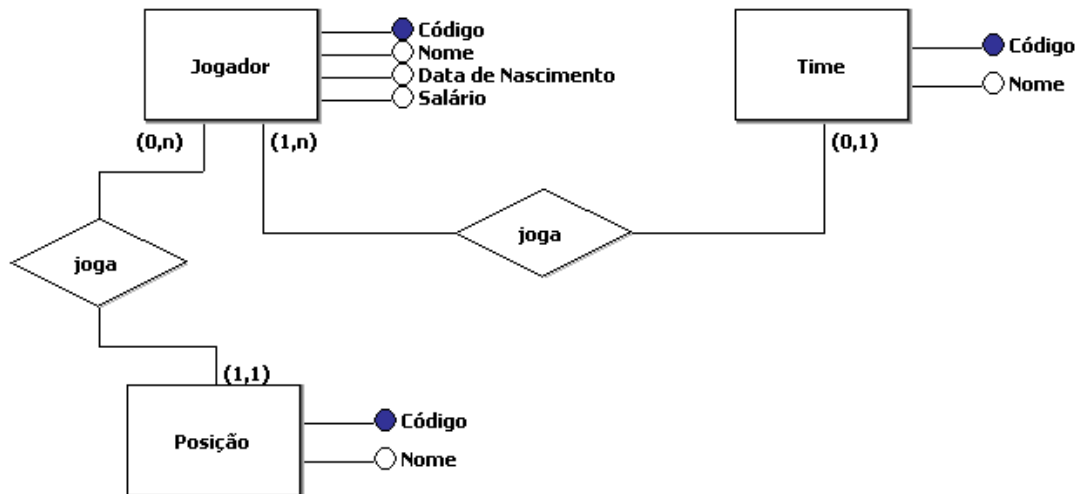 Jogador
Código
Nome
Data de Nascimento
Salário
Time
Código
Nome
(0,n)
(1,n)
(0,1)
joga
joga
(1,1)
Posição
Código
Nome